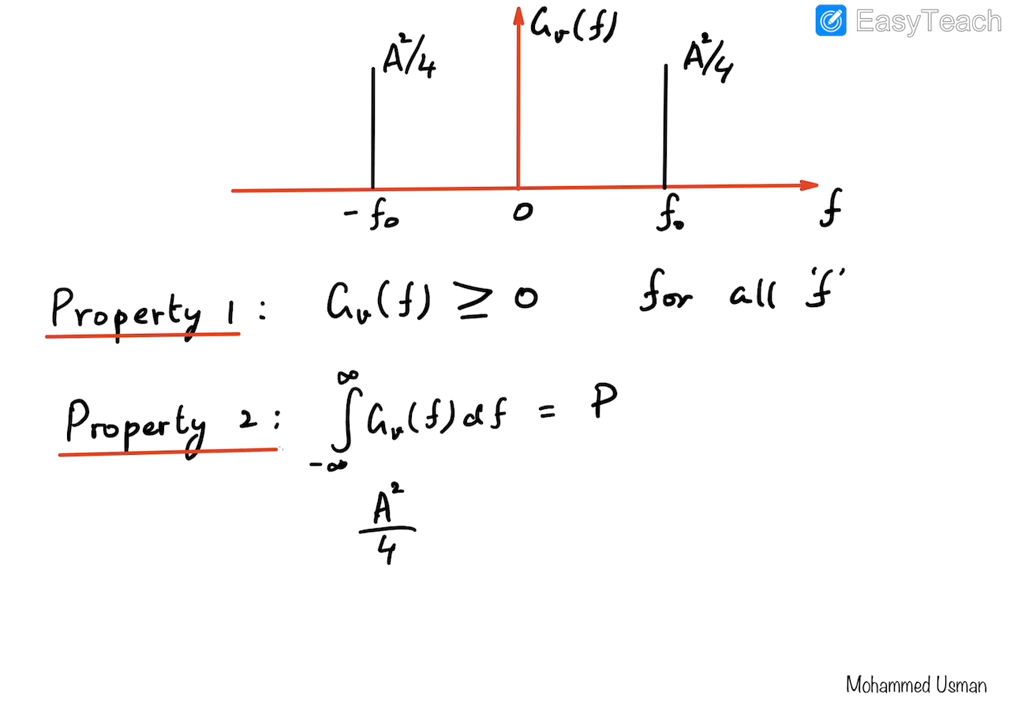 EasyTeach
Gv(f)
A²/4 A²/4
-f₀ 0 f₀ f
Property 1 : Gv(f) ≥ 0 for all 'f'
Property 2 : ∫_{-∞}^{∞} Gv(f)df = P
A²/4
Mohammed Usman